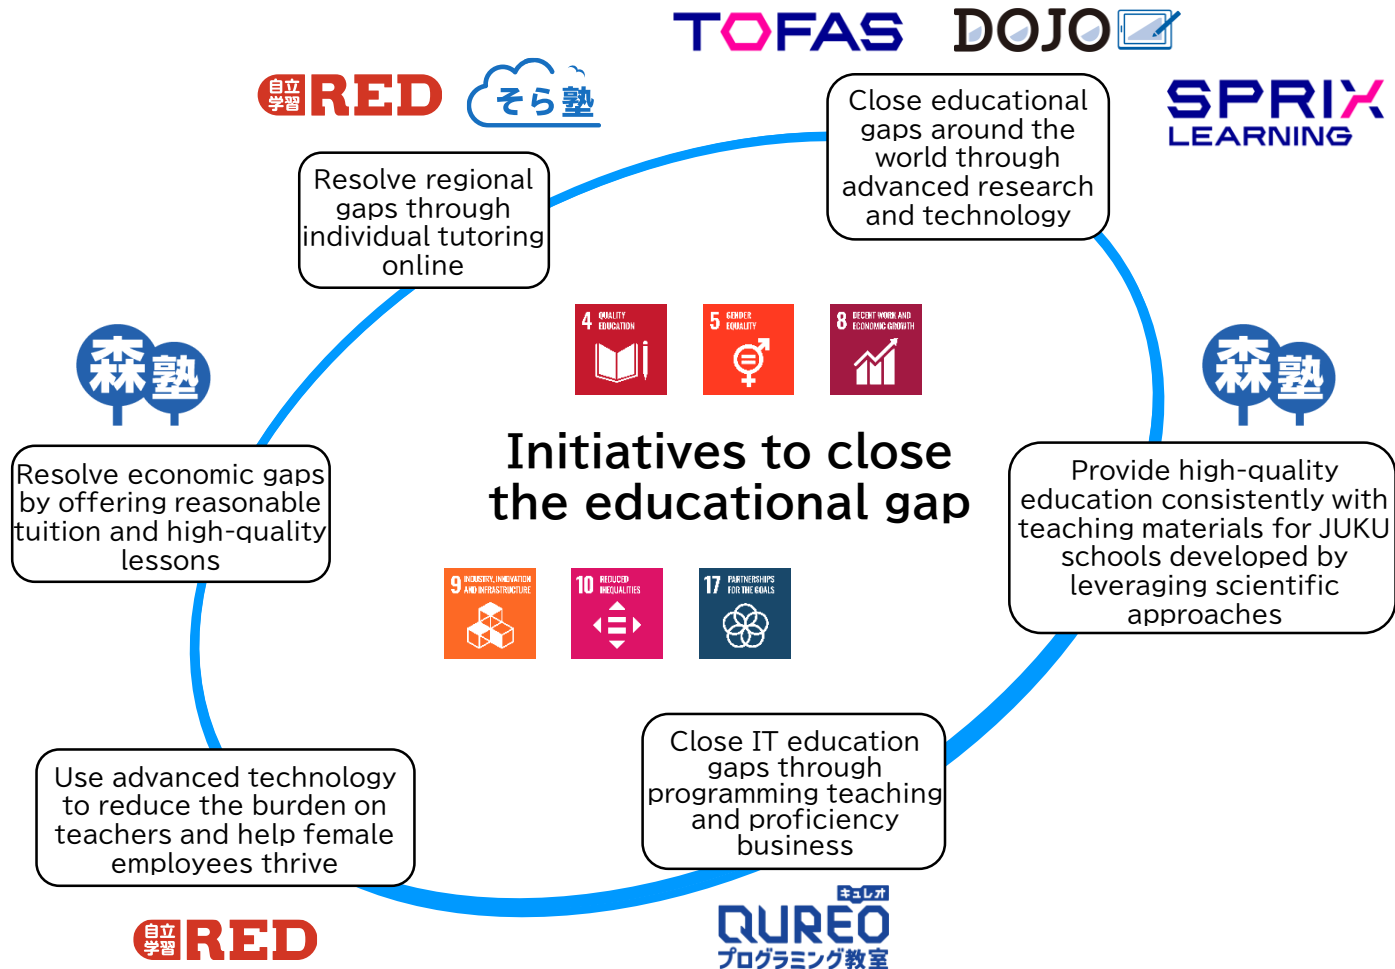 TOFAS
DOJO
自立
学習
RED
そら塾
SPRIX
LEARNING
Close educational
gaps around the
world through
advanced research
and technology
Resolve regional
gaps through
individual tutoring
online
4 QUALITY
EDUCATION
5 GENDER
EQUALITY
8 DECENT WORK AND
ECONOMIC GROWTH
森塾
森塾
Initiatives to close
the educational gap
Resolve economic gaps
by offering reasonable
tuition and high-quality
lessons
Provide high-quality
education consistently with
teaching materials for JUKU
schools developed by
leveraging scientific
approaches
9 INDUSTRY, INNOVATION
AND INFRASTRUCTURE
10 REDUCED
INEQUALITIES
17 PARTNERSHIPS
FOR THE GOALS
Use advanced technology
to reduce the burden on
teachers and help female
employees thrive
Close IT education
gaps through
programming teaching
and proficiency
business
自立
学習
RED
キュレオ
QUREO
プログラミング教室